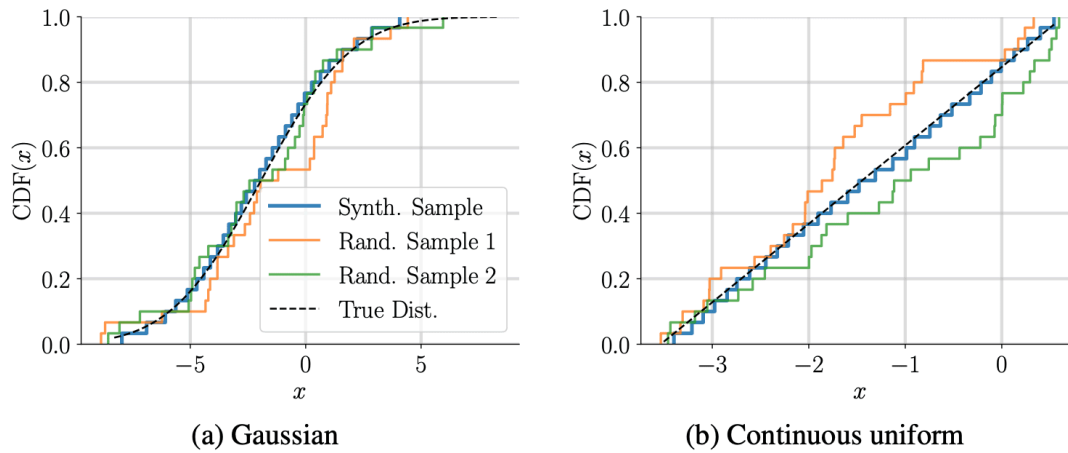 1.0
0.8
0.6
0.4
0.2
0.0
CDF(x)
−5
0
5
x
Synth. Sample
Rand. Sample 1
Rand. Sample 2
True Dist.
(a) Gaussian
1.0
0.8
0.6
0.4
0.2
0.0
CDF(x)
−3
−2
−1
0
x
(b) Continuous uniform